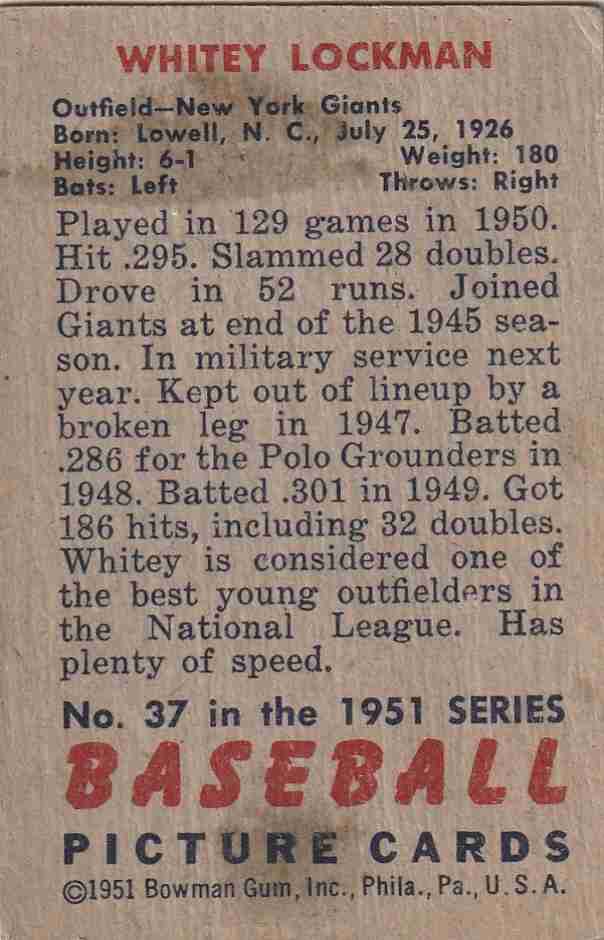 WHITEY LOCKMAN
Outfield—New York Giants
Born: Lowell, N. C., July 25, 1926
Height: 6-1 Weight: 180
Bats: Left Throws: Right
Played in 129 games in 1950.
Hit .295. Slammed 28 doubles.
Drove in 52 runs. Joined
Giants at end of the 1945 sea-
son. In military service next
year. Kept out of lineup by a
broken leg in 1947. Batted
.286 for the Polo Grounders in
1948. Batted .301 in 1949. Got
186 hits, including 32 doubles.
Whitey is considered one of
the best young outfielders in
the National League. Has
plenty of speed.
No. 37 in the 1951 SERIES
BASEBALL
PICTURE CARDS
©1951 Bowman Gum, Inc., Phila., Pa., U. S. A.